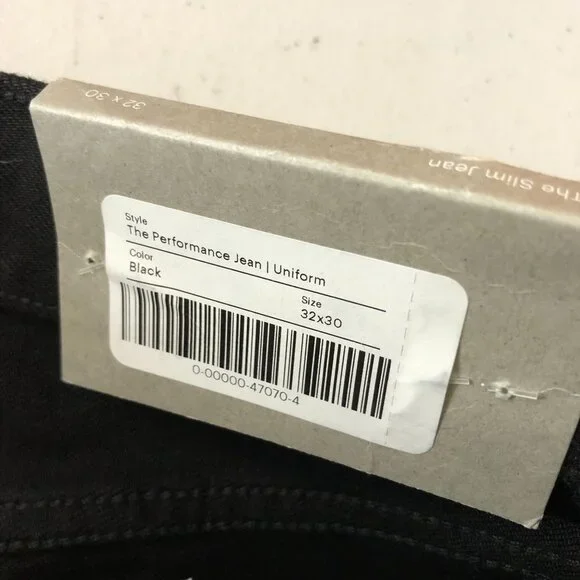 32 x 30
The Slim Jean
Style
The Performance Jean | Uniform
Color
Black
Size
32x30
0-00000-47070-4